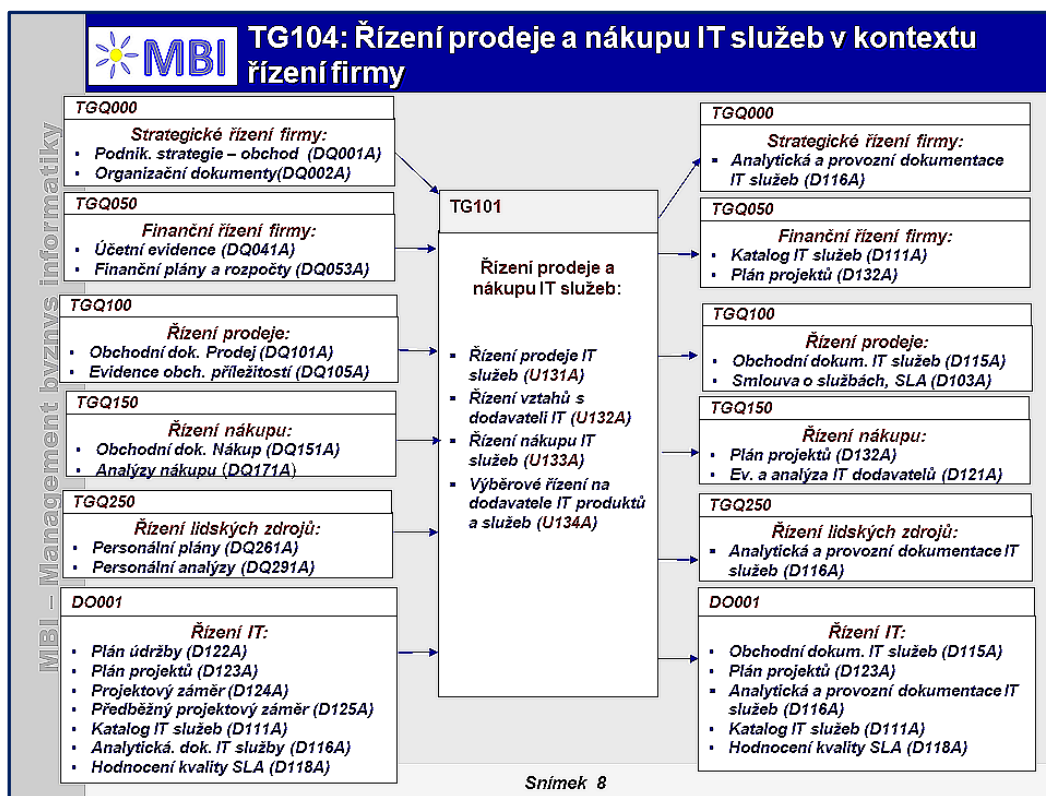 MBI
TG104: Řízení prodeje a nákupu IT služeb v kontextu
řízení firmy
MBI – Management byznys informatiky
TGQ000
Strategické řízení firmy:
Podnik. strategie – obchod (DQ001A)
Organizační dokumenty(DQ002A)
TGQ050
Finanční řízení firmy:
Účetní evidence (DQ041A)
Finanční plány a rozpočty (DQ053A)
TGQ100
Řízení prodeje:
Obchodní dok. Prodej (DQ101A)
Evidence obch. příležitostí (DQ105A)
TGQ150
Řízení nákupu:
Obchodní dok. Nákup (DQ151A)
Analýzy nákupu (DQ171A)
TGQ250
Řízení lidských zdrojů:
Personální plány (DQ261A)
Personální analýzy (DQ291A)
DO001
Řízení IT:
Plán údržby (D122A)
Plán projektů (D123A)
Projektový záměr (D124A)
Předběžný projektový záměr (D125A)
Katalog IT služeb (D111A)
Analytická. dok. IT služby (D116A)
Hodnocení kvality SLA (D118A)
TG101
Řízení prodeje a
nákupu IT služeb:
Řízení prodeje IT
služeb (U131A)
Řízení vztahů s
dodavateli IT (U132A)
Řízení nákupu IT
služeb (U133A)
Výběrové řízení na
dodavatele IT produktů
a služeb (U134A)
TGQ000
Strategické řízení firmy:
Analytická a provozní dokumentace
IT služeb (D116A)
TGQ050
Finanční řízení firmy:
Katalog IT služeb (D111A)
Plán projektů (D132A)
TGQ100
Řízení prodeje:
Obchodní dokum. IT služeb (D115A)
Smlouva o službách, SLA (D103A)
TGQ150
Řízení nákupu:
Plán projektů (D132A)
Ev. a analýza IT dodavatelů (D121A)
TGQ250
Řízení lidských zdrojů:
Analytická a provozní dokumentace IT
služeb (D116A)
DO001
Řízení IT:
Obchodní dokum. IT služeb (D115A)
Plán projektů (D123A)
Analytická a provozní dokumentace IT
služeb (D116A)
Katalog IT služeb (D111A)
Hodnocení kvality SLA (D118A)
Snímek 8